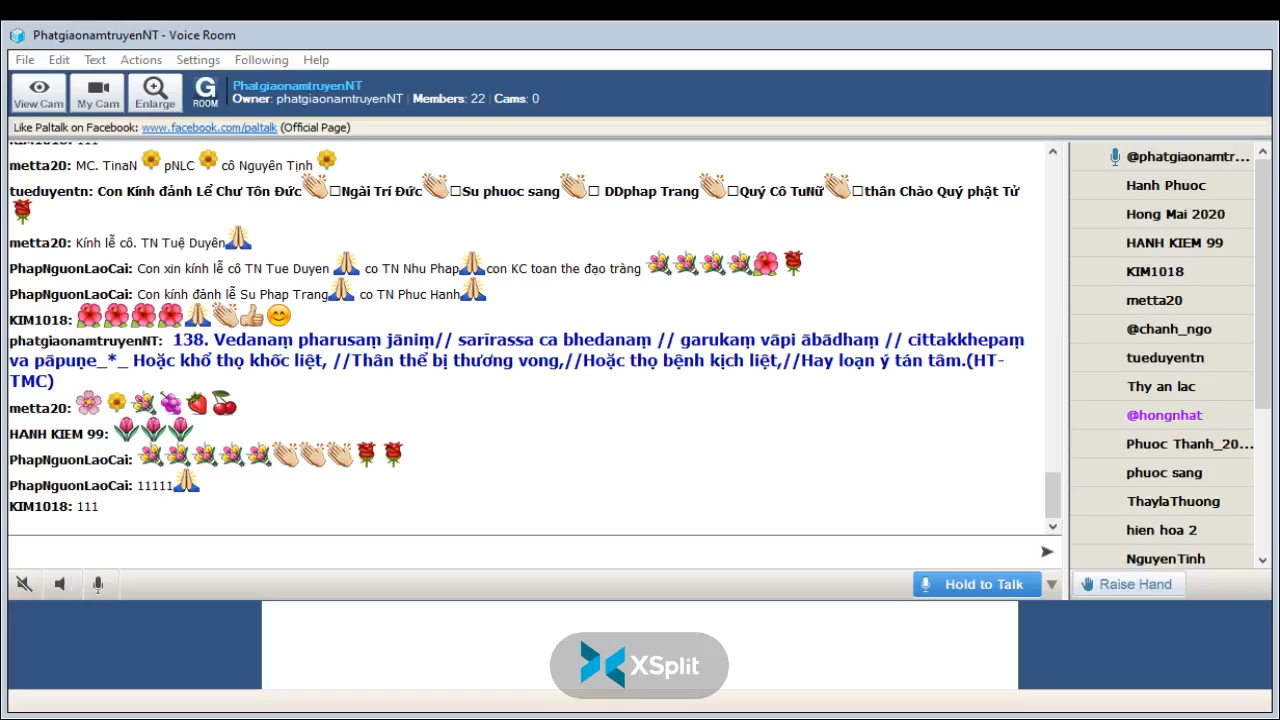 PhatgiaonamtruyenNT - Voice Room
File Edit Text Actions Settings Following Help
View Cam My Cam Enlarge G ROOM
PhatgiaonamtruyenNT
Owner: phatgiaonamtruyenNT | Members: 22 | Cams: 0
Like Paltalk on Facebook: www.facebook.com/paltalk (Official Page)
KIM1018: 111
metta20: MC. TinaN pNLC cô Nguyên Tịnh
tueduyentn: Con Kính đảnh Lể Chư Tôn Đức Ngài Trí Đức Su phuoc sang DDphap Trang Quý Cô TuNữ thân Chào Quý phật Tử
metta20: Kính lễ cô. TN Tuệ Duyên
PhapNguonLaoCai: Con xin kính lễ cô TN Tue Duyen co TN Nhu Phap con KC toan the đạo tràng
PhapNguonLaoCai: Con kính đảnh lễ Su Phap Trang co TN Phuc Hanh
KIM1018:
phatgiaonamtruyenNT: 138. Vedanaṃ pharusaṃ jāniṃ// sarīrassa ca bhedanaṃ // garukaṃ vāpi ābādhaṃ // cittakkhepaṃ
va pāpuṇe_*_ Hoặc khổ thọ khốc liệt, //Thân thể bị thương vong,//Hoặc thọ bệnh kịch liệt,//Hay loạn ý tán tâm.(HT-
TMC)
metta20:
HANH KIEM 99:
PhapNguonLaoCai:
PhapNguonLaoCai: 11111
KIM1018: 111
@phatgiaonamtr...
Hanh Phuoc
Hong Mai 2020
HANH KIEM 99
KIM1018
metta20
@chanh_ngo
tueduyentn
Thy an lac
@hongnhat
Phuoc Thanh_20...
phuoc sang
ThaylaThuong
hien hoa 2
NguyenTinh
Hold to Talk
Raise Hand
XSplit